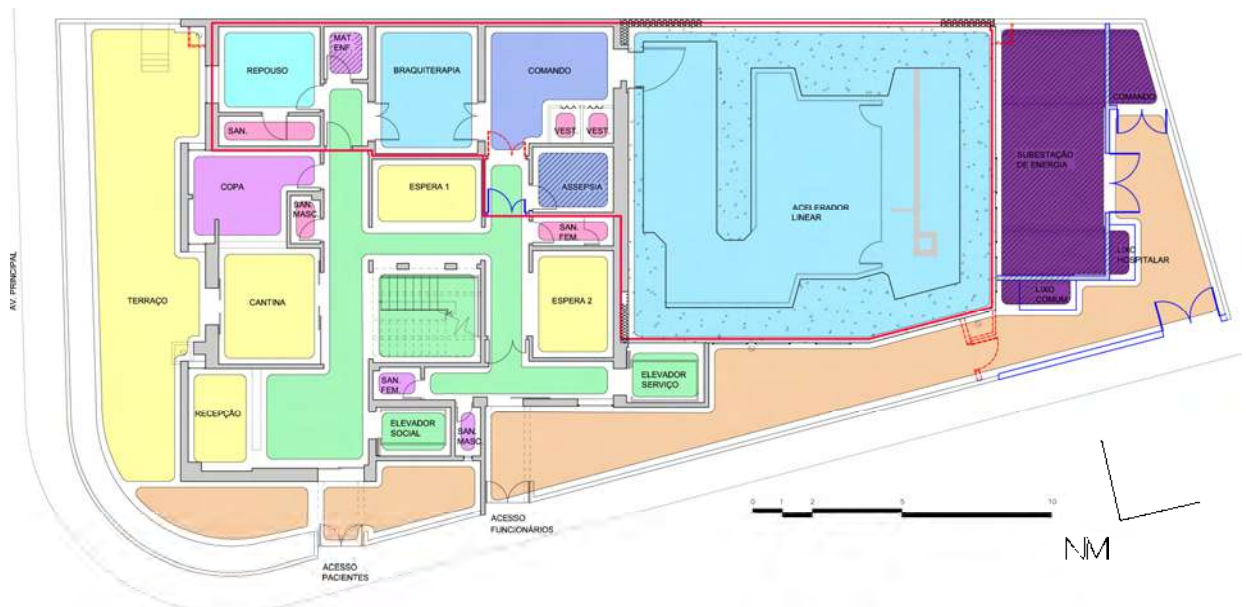 MAT.
ENF.
REPOUSO
BRAQUITERAPIA
COMANDO
SAN.
VEST.
VEST.
COMANDO
SUBESTAÇÃO
DE ENERGIA
COPA
ESPERA 1
ASSEPSIA
SAN.
MASC.
ACELERADOR
LINEAR
SAN.
FEM.
AV. PRINCIPAL
TERRAÇO
CANTINA
ESPERA 2
LIXO
HOSPITALAR
LIXO
COMUM
SAN.
FEM.
ELEVADOR
SERVIÇO
RECEPÇÃO
ELEVADOR
SOCIAL
SAN.
MASC.
0 1 2 5 10
ACESSO
FUNCIONÁRIOS
NM
ACESSO
PACIENTES